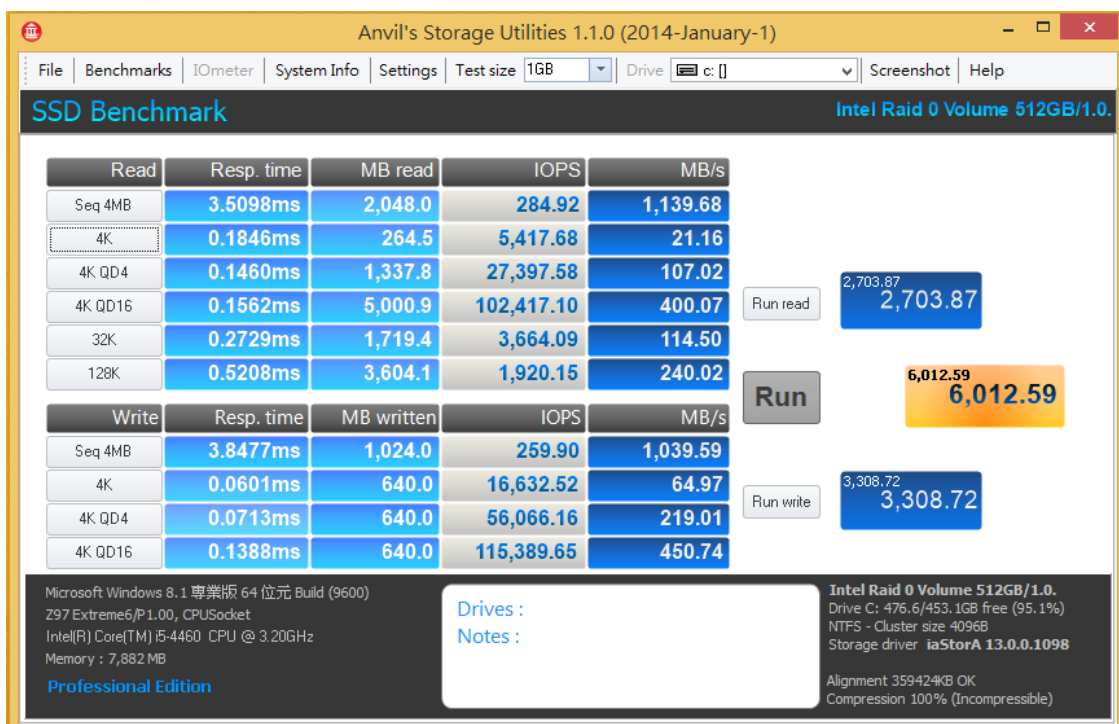 Anvil's Storage Utilities 1.1.0 (2014-January-1)
File Benchmarks IOmeter System Info Settings Test size 1GB Drive c: [] Screenshot Help
SSD Benchmark Intel Raid 0 Volume 512GB/1.0.
Read Resp. time MB read IOPS MB/s
Seq 4MB 3.5098ms 2,048.0 284.92 1,139.68
4K 0.1846ms 264.5 5,417.68 21.16
4K QD4 0.1460ms 1,337.8 27,397.58 107.02
4K QD16 0.1562ms 5,000.9 102,417.10 400.07
32K 0.2729ms 1,719.4 3,664.09 114.50
128K 0.5208ms 3,604.1 1,920.15 240.02
Run read
2,703.87
2,703.87
Run
6,012.59
6,012.59
Write Resp. time MB written IOPS MB/s
Seq 4MB 3.8477ms 1,024.0 259.90 1,039.59
4K 0.0601ms 640.0 16,632.52 64.97
4K QD4 0.0713ms 640.0 56,066.16 219.01
4K QD16 0.1388ms 640.0 115,389.65 450.74
Run write
3,308.72
3,308.72
Microsoft Windows 8.1 專業版 64 位元 Build (9600)
Z97 Extreme6/P1.00, CPUSocket
Intel(R) Core(TM) i5-4460 CPU @ 3.20GHz
Memory : 7,882 MB
Professional Edition
Drives :
Notes :
Intel Raid 0 Volume 512GB/1.0.
Drive C: 476.6/453.1GB free (95.1%)
NTFS - Cluster size 4096B
Storage driver iaStorA 13.0.0.1098
Alignment 359424KB OK
Compression 100% (Incompressible)